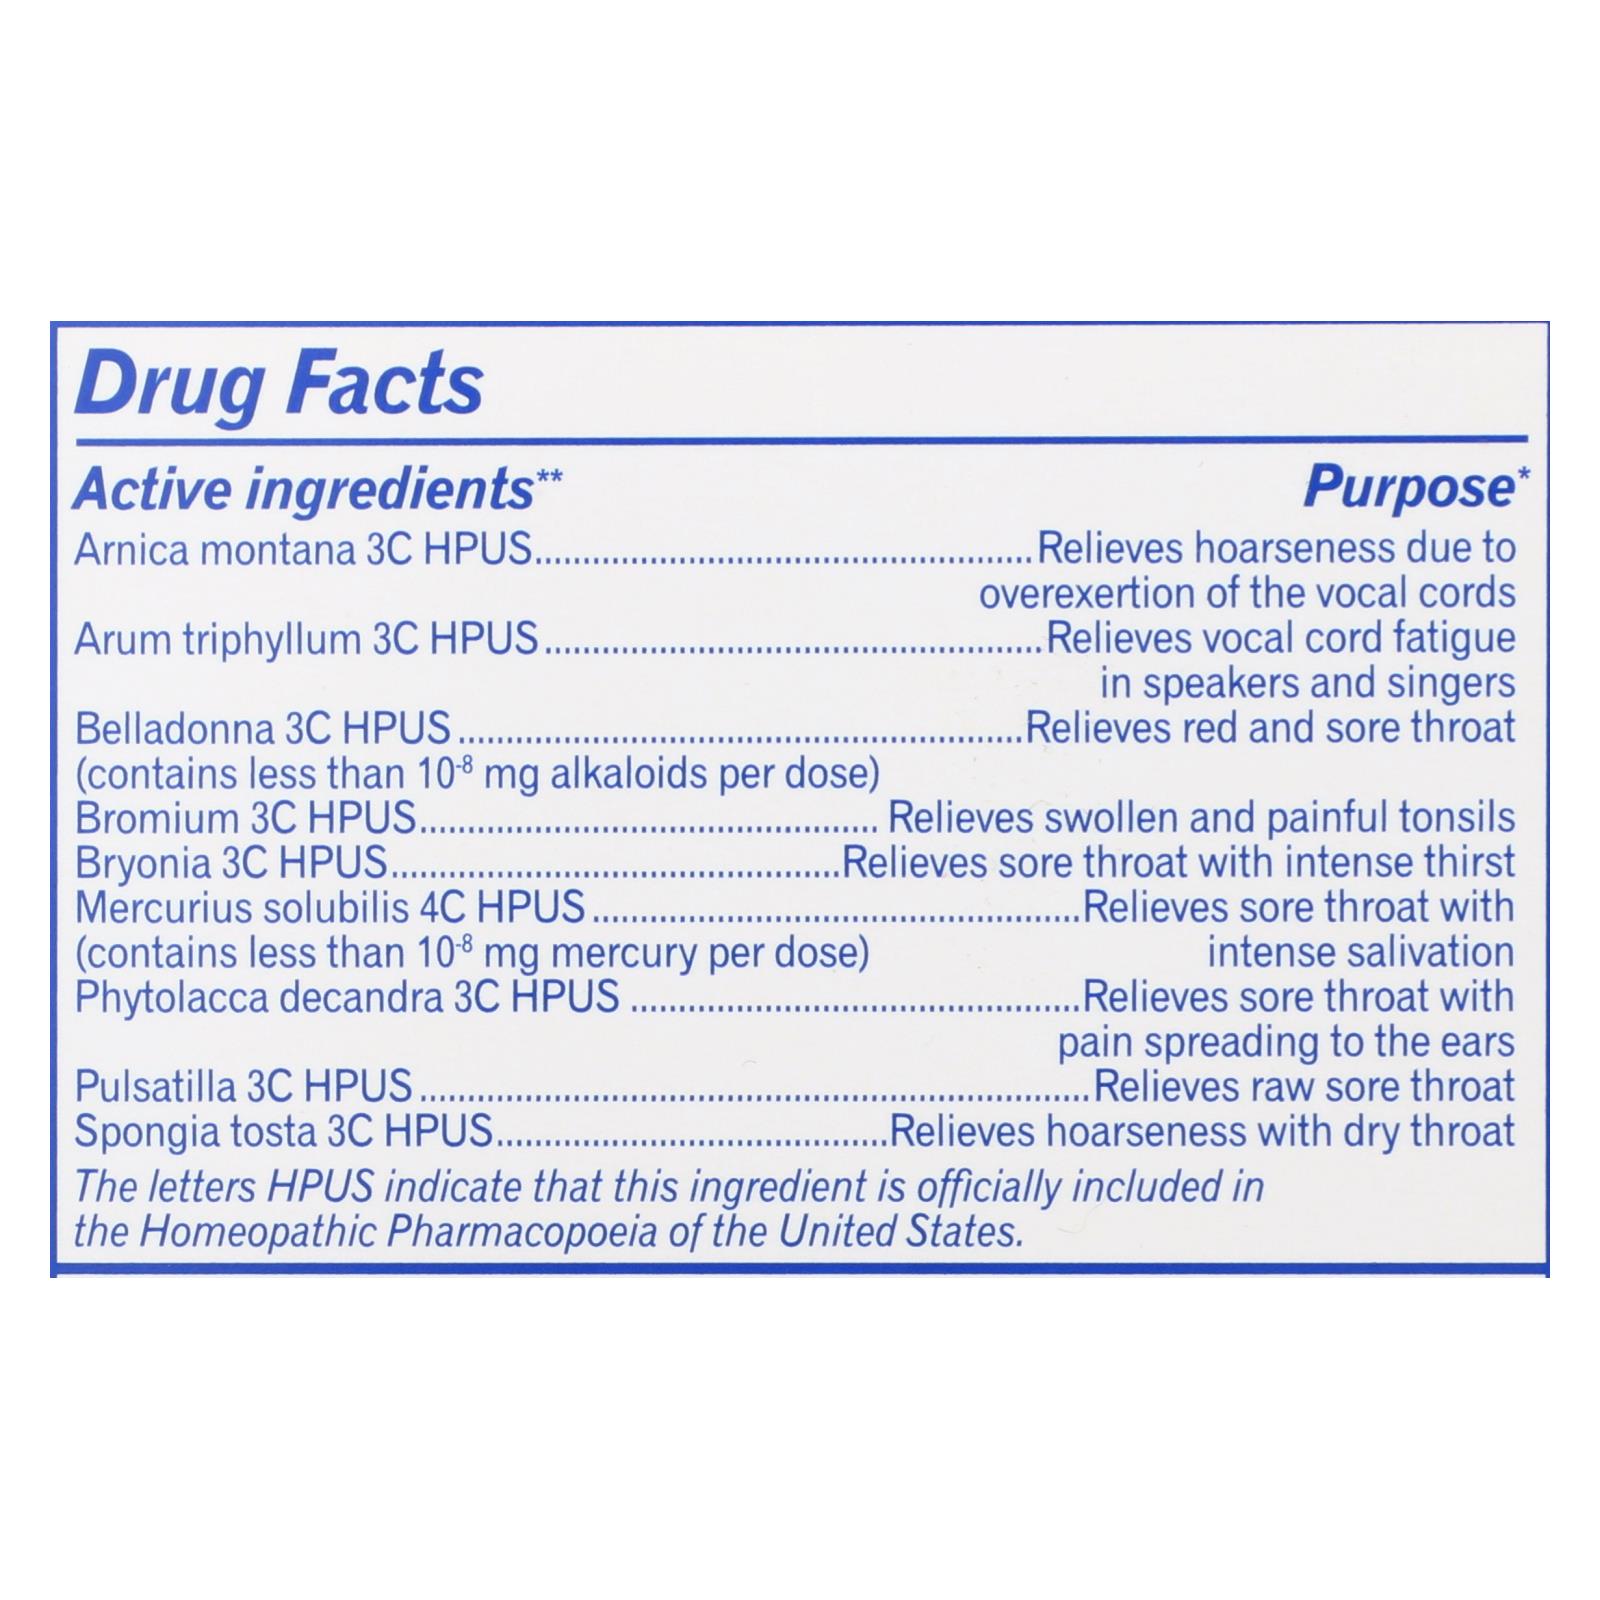 Drug Facts
Active ingredients** Purpose*
Arnica montana 3C HPUS....................................................Relieves hoarseness due to
overexertion of the vocal cords
Arum triphyllum 3C HPUS....................................................Relieves vocal cord fatigue
in speakers and singers
Belladonna 3C HPUS...........................................................Relieves red and sore throat
(contains less than 10⁻⁸ mg alkaloids per dose)
Bromium 3C HPUS................................................ Relieves swollen and painful tonsils
Bryonia 3C HPUS...............................................Relieves sore throat with intense thirst
Mercurius solubilis 4C HPUS...................................................Relieves sore throat with
(contains less than 10⁻⁸ mg mercury per dose) intense salivation
Phytolacca decandra 3C HPUS ...............................................Relieves sore throat with
pain spreading to the ears
Pulsatilla 3C HPUS......................................................................Relieves raw sore throat
Spongia tosta 3C HPUS.........................................Relieves hoarseness with dry throat
The letters HPUS indicate that this ingredient is officially included in
the Homeopathic Pharmacopoeia of the United States.